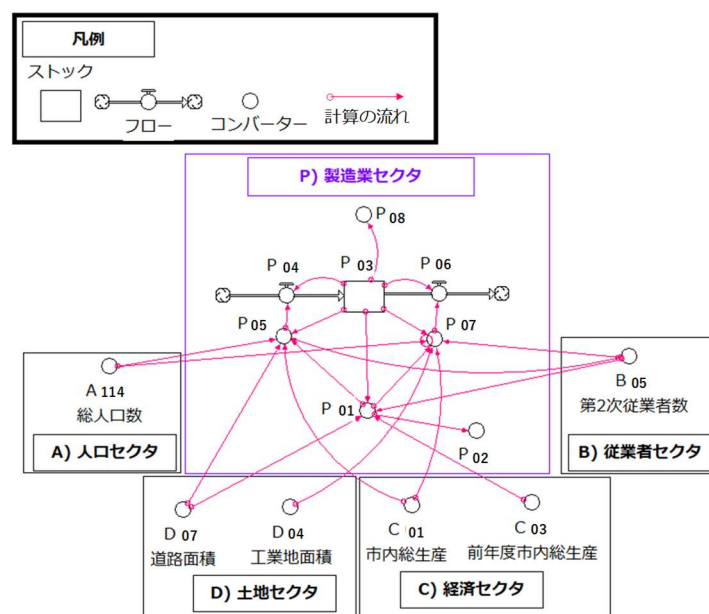 凡例
ストック
フロー
コンバーター
計算の流れ
P) 製造業セクタ
P 08
P 04
P 03
P 06
P 05
P 07
A 114
総人口数
A) 人口セクタ
P 01
P 02
B 05
第2次従業者数
B) 従業者セクタ
D 07
道路面積
D 04
工業地面積
D) 土地セクタ
C 01
市内総生産
C 03
前年度市内総生産
C) 経済セクタ